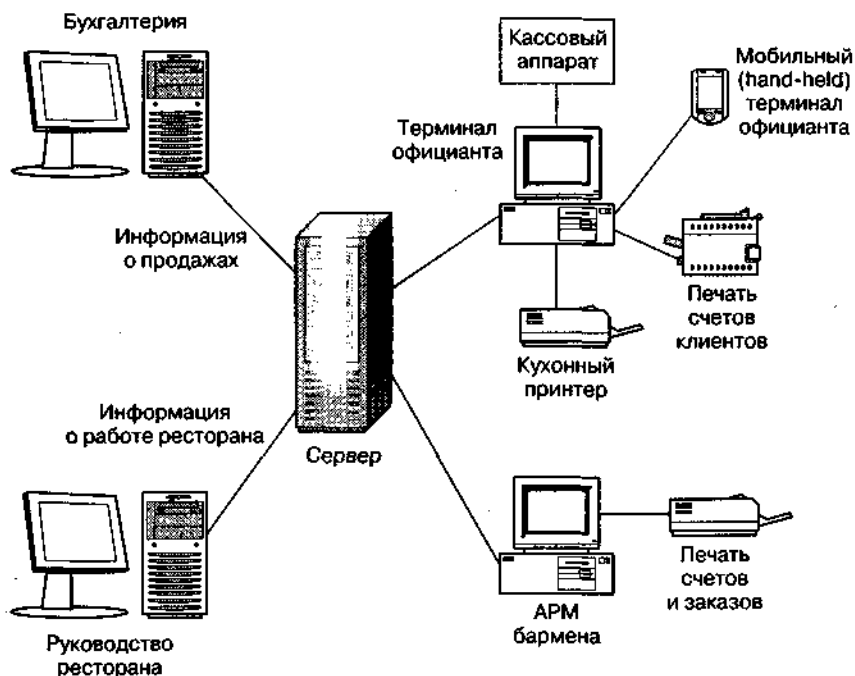 Бухгалтерия
Кассовый
аппарат
Мобильный
(hand-held)
терминал
официанта
Терминал
официанта
Информация
о продажах
Печать
счетов
клиентов
Кухонный
принтер
Информация
о работе ресторана
Сервер
Печать
счетов
и заказов
АРМ
бармена
Руководство
ресторана